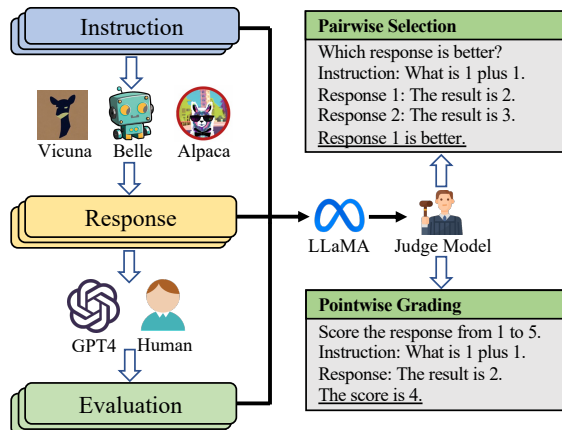 Instruction
Vicuna
Belle
Alpaca
Response
GPT4
Human
Evaluation
LLaMA
Judge Model
Pairwise Selection
Which response is better?
Instruction: What is 1 plus 1.
Response 1: The result is 2.
Response 2: The result is 3.
Response 1 is better.
Pointwise Grading
Score the response from 1 to 5.
Instruction: What is 1 plus 1.
Response: The result is 2.
The score is 4.